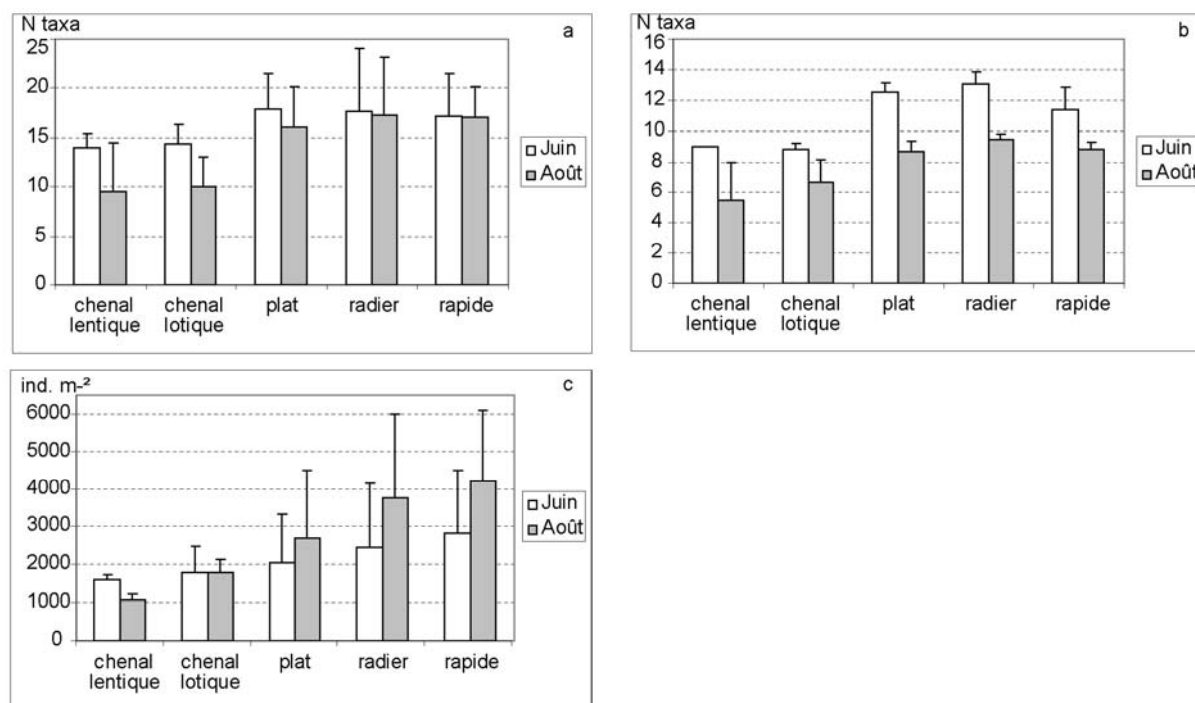 N taxa
a
25
20
15
10
5
0
chenal lentique
chenal lotique
plat
radier
rapide
Juin
Août
N taxa
b
16
14
12
10
8
6
4
2
0
chenal lentique
chenal lotique
plat
radier
rapide
Juin
Août
ind. m-²
c
6000
5000
4000
3000
2000
1000
0
chenal lentique
chenal lotique
plat
radier
rapide
Juin
Août